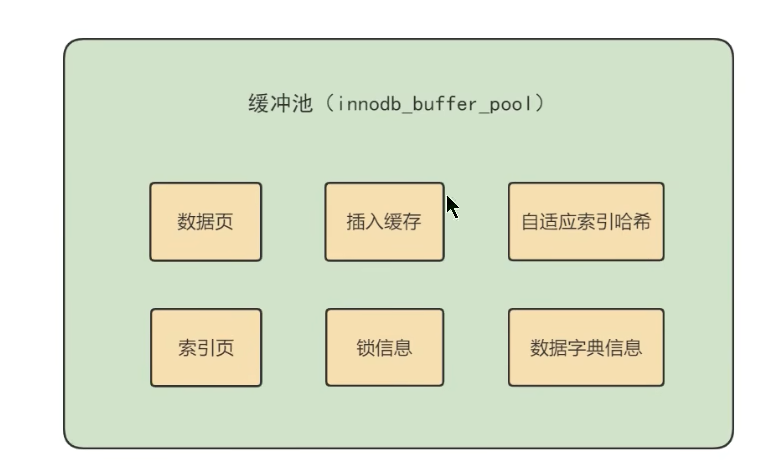 缓冲池（innodb_buffer_pool）
数据页
插入缓存
自适应索引哈希
索引页
锁信息
数据字典信息